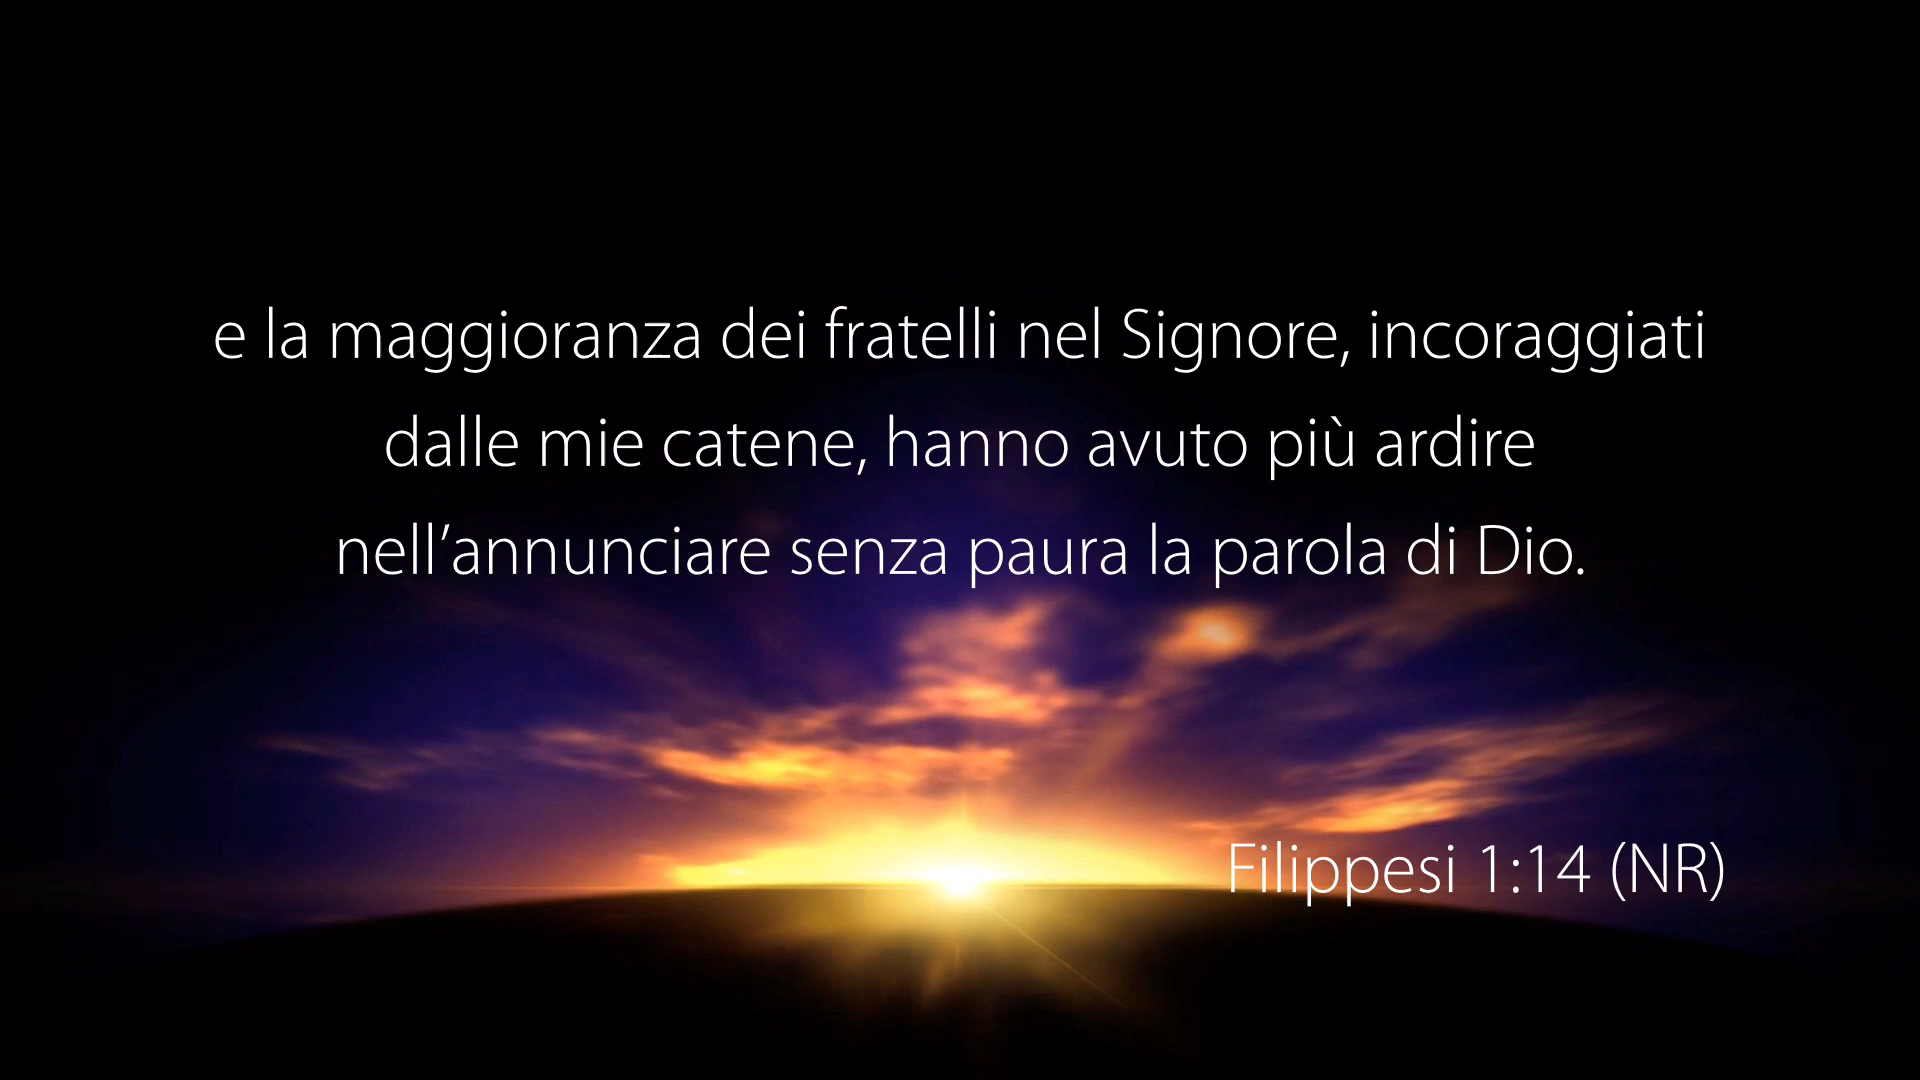 e la maggioranza dei fratelli nel Signore, incoraggiati
dalle mie catene, hanno avuto più ardire
nell’annunciare senza paura la parola di Dio.
Filippesi 1:14 (NR)